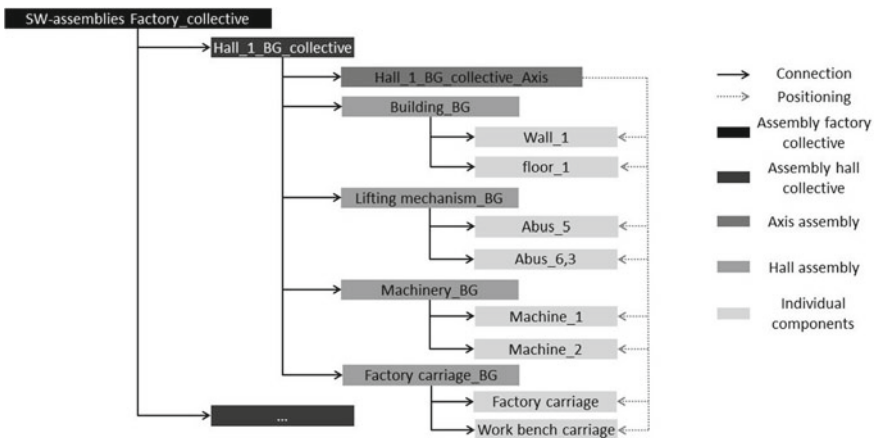 SW-assemblies Factory_collective
Hall_1_BG_collective
Hall_1_BG_collective_Axis
Building_BG
Wall_1
floor_1
Lifting mechanism_BG
Abus_5
Abus_6,3
Machinery_BG
Machine_1
Machine_2
Factory carriage_BG
Factory carriage
Work bench carriage
...
Connection
Positioning
Assembly factory
collective
Assembly hall
collective
Axis assembly
Hall assembly
Individual
components